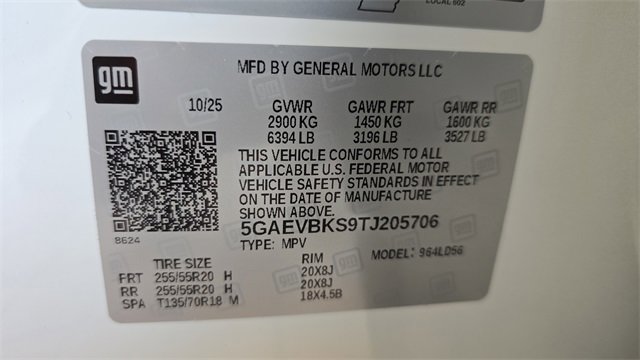 LOCAL 602
gm
MFD BY GENERAL MOTORS LLC
10/25 GVWR GAWR FRT GAWR RR
2900 KG 1450 KG 1600 KG
6394 LB 3196 LB 3527 LB
THIS VEHICLE CONFORMS TO ALL
APPLICABLE U.S. FEDERAL MOTOR
VEHICLE SAFETY STANDARDS IN EFFECT
ON THE DATE OF MANUFACTURE
SHOWN ABOVE.
5GAEVBKS9TJ205706
8624
TYPE: MPV MODEL: 964LD56
TIRE SIZE RIM
FRT 255/55R20 H 20X8J
RR 255/55R20 H 20X8J
SPA T135/70R18 M 18X4.5B